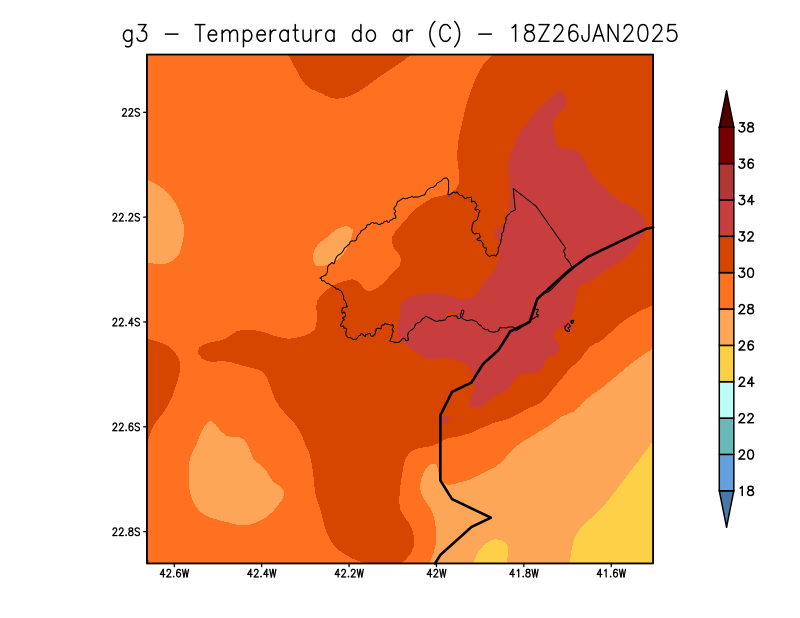 g3 − Temperatura do ar (C) − 18Z26JAN2025
22S
22.2S
22.4S
22.6S
22.8S
42.6W
42.4W
42.2W
42W
41.8W
41.6W
38
36
34
32
30
28
26
24
22
20
18